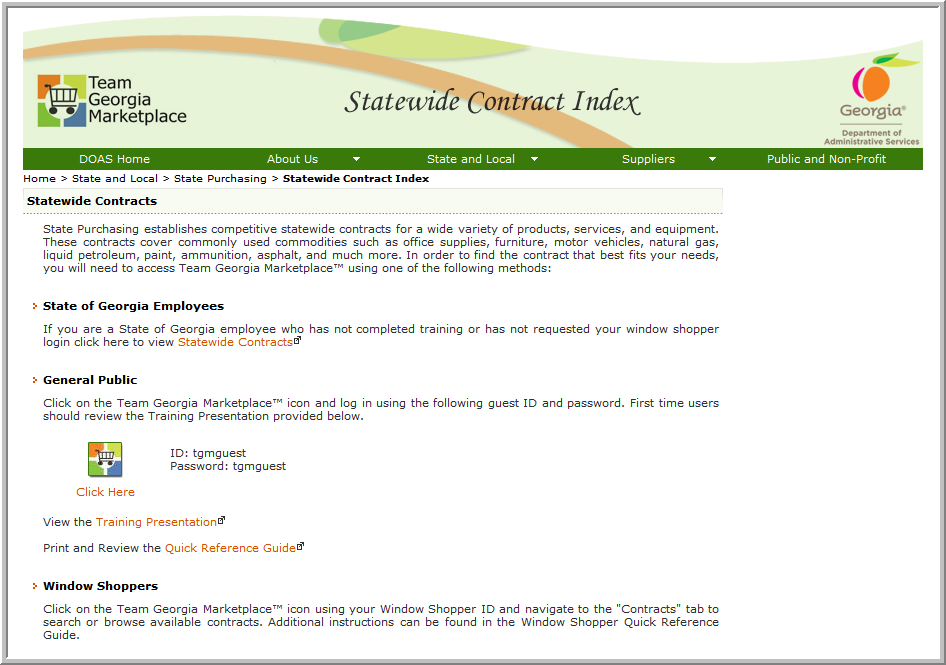 Team
Georgia
Marketplace
Statewide Contract Index
Georgia®
Department of
Administrative Services
DOAS Home About Us State and Local Suppliers Public and Non-Profit
Home > State and Local > State Purchasing > Statewide Contract Index
Statewide Contracts
State Purchasing establishes competitive statewide contracts for a wide variety of products, services, and equipment.
These contracts cover commonly used commodities such as office supplies, furniture, motor vehicles, natural gas,
liquid petroleum, paint, ammunition, asphalt, and much more. In order to find the contract that best fits your needs,
you will need to access Team Georgia Marketplace™ using one of the following methods:
State of Georgia Employees
If you are a State of Georgia employee who has not completed training or has not requested your window shopper
login click here to view Statewide Contracts
General Public
Click on the Team Georgia Marketplace™ icon and log in using the following guest ID and password. First time users
should review the Training Presentation provided below.
ID: tgmguest
Password: tgmguest
Click Here
View the Training Presentation
Print and Review the Quick Reference Guide
Window Shoppers
Click on the Team Georgia Marketplace™ icon using your Window Shopper ID and navigate to the "Contracts" tab to
search or browse available contracts. Additional instructions can be found in the Window Shopper Quick Reference
Guide.